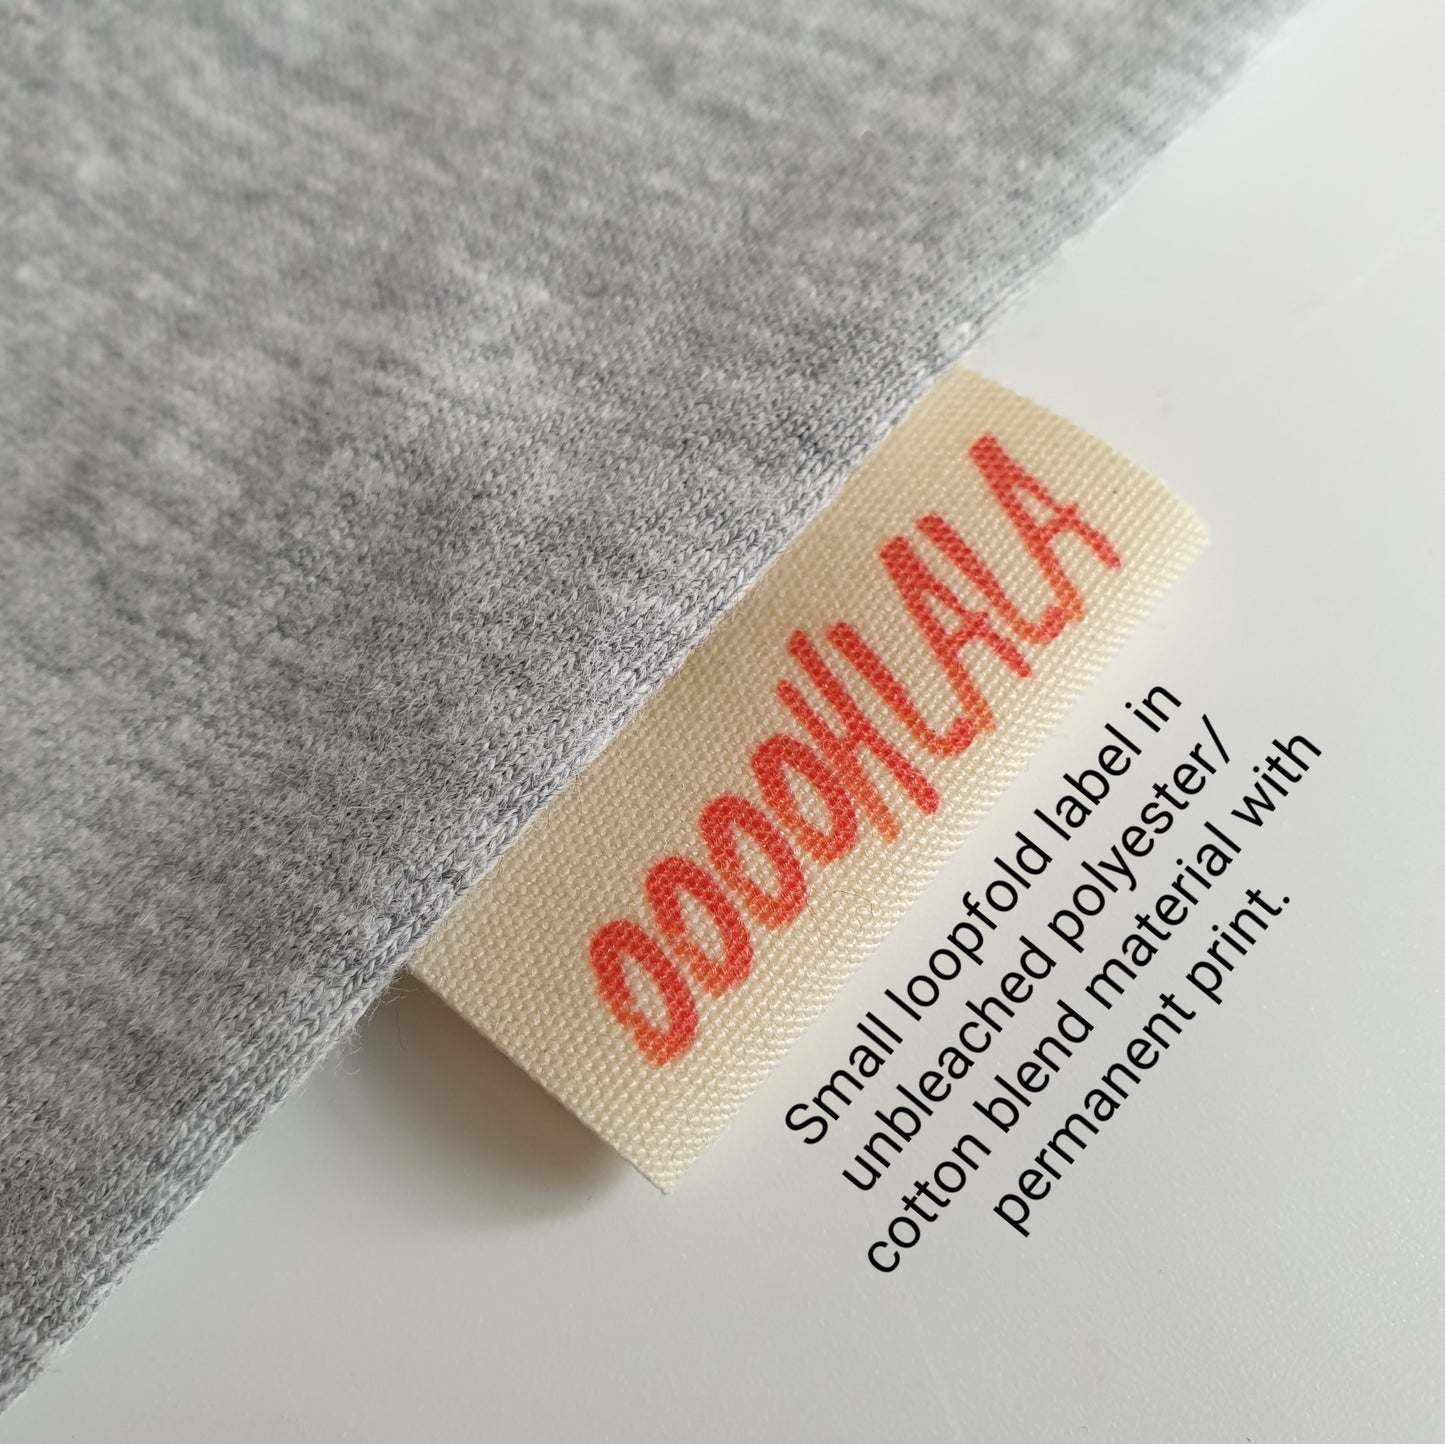 OOOOHLALA
Small loopfold label in
unbleached polyester/
cotton blend material with
permanent print.